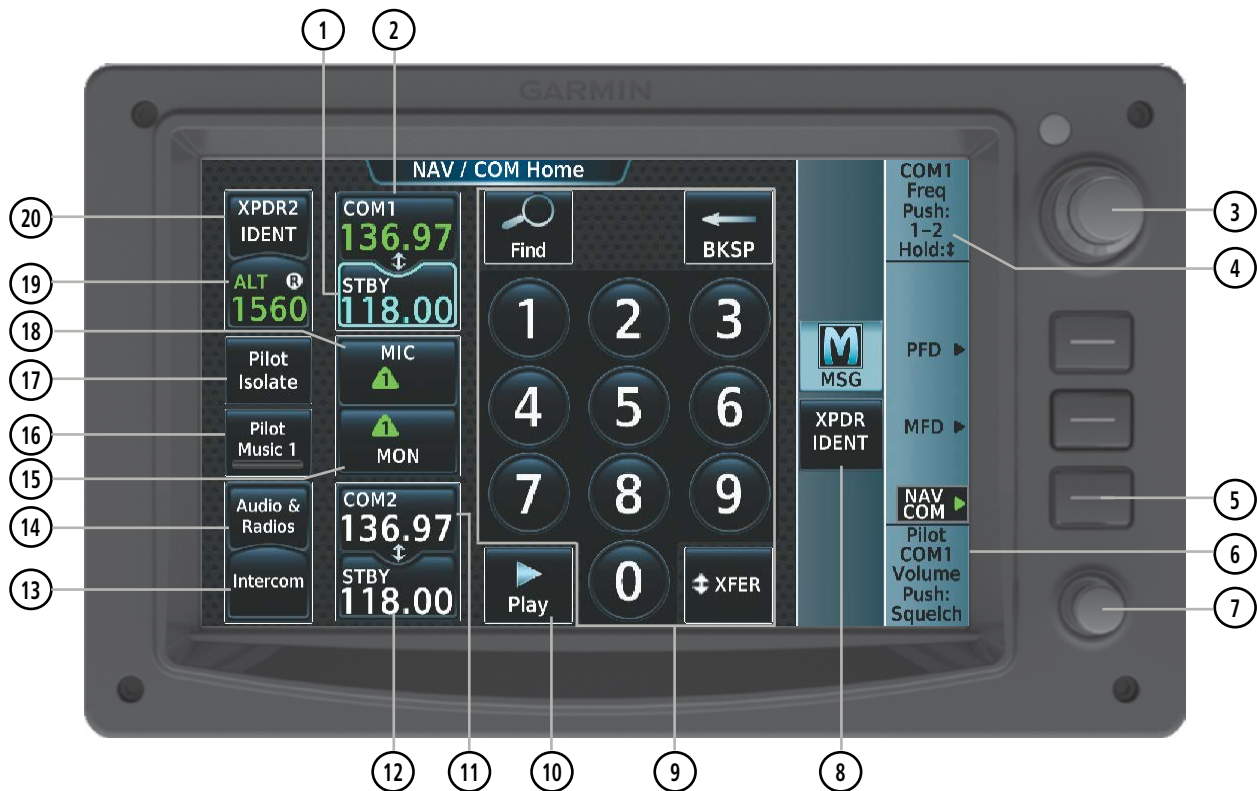 1
2
GARMIN
NAV / COM Home
XPDR2
IDENT
ALT R
1560
Pilot
Isolate
Pilot
Music 1
Audio &
Radios
Intercom
COM1
136.97
STBY
118.00
MIC
1
1
MON
COM2
136.97
STBY
118.00
Find
BKSP
1
2
3
4
5
6
7
8
9
Play
0
XFER
M
MSG
XPDR
IDENT
COM1
Freq
Push:
1–2
Hold:↕
PFD
MFD
NAV
COM
Pilot
COM1
Volume
Push:
Squelch
3
4
5
6
7
8
9
10
11
12
13
14
15
16
17
18
19
20